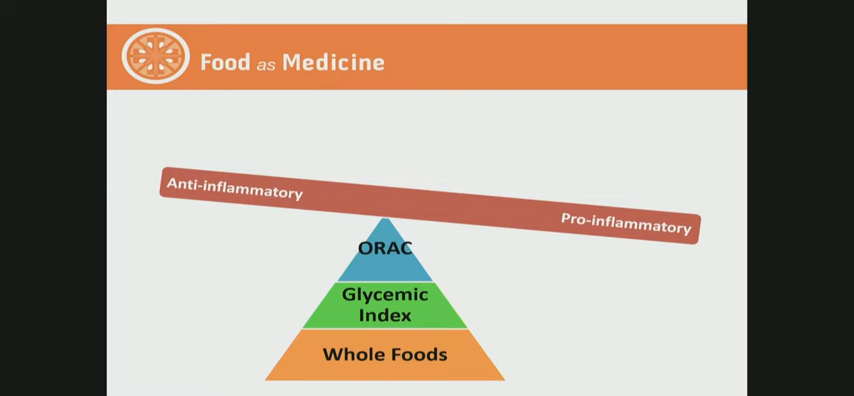 Food as Medicine
Anti-inflammatory
Pro-inflammatory
ORAC
Glycemic
Index
Whole Foods